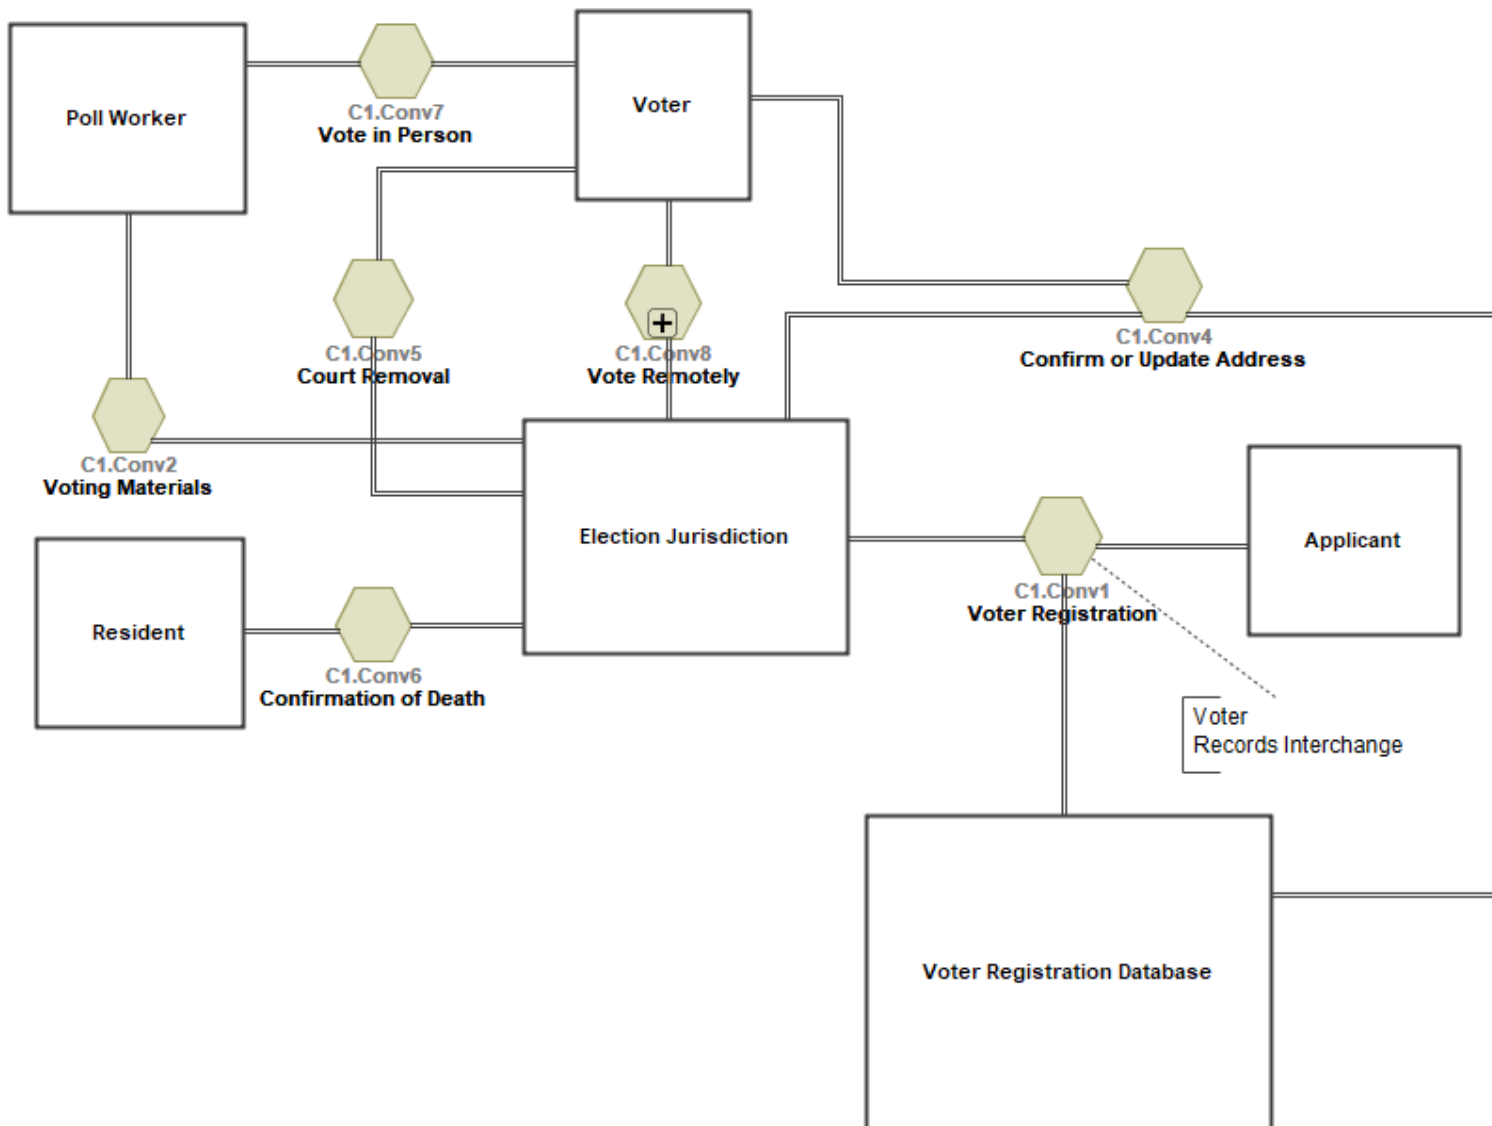 Poll Worker
C1.Conv7
Vote in Person
Voter
C1.Conv5
Court Removal
C1.Conv8
Vote Remotely
C1.Conv4
Confirm or Update Address
C1.Conv2
Voting Materials
Election Jurisdiction
C1.Conv1
Voter Registration
Applicant
Resident
C1.Conv6
Confirmation of Death
Voter
Records Interchange
Voter Registration Database